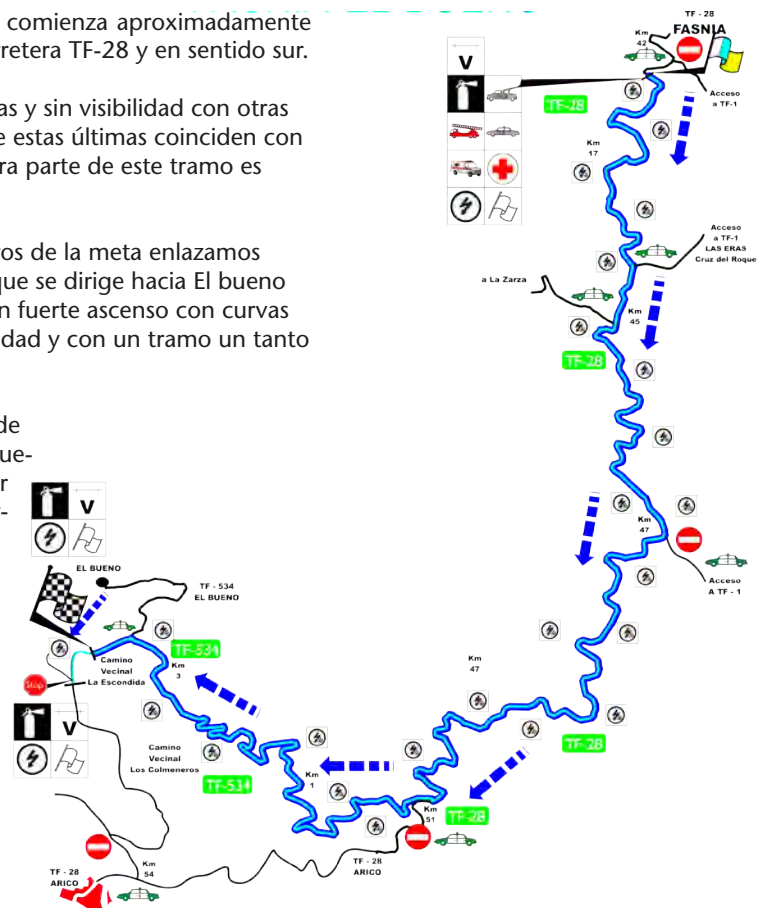 comienza aproximadamente
retera TF-28 y en sentido sur.
as y sin visibilidad con otras
e estas últimas coinciden con
ra parte de este tramo es
ros de la meta enlazamos
que se dirige hacia El bueno
n fuerte ascenso con curvas
idad y con un tramo un tanto
de
ue-
r
r-
TF - 28
FASNIA
Km
42
V
Acceso
a TF-1
TF-28
Km
17
Acceso
a TF-1
LAS ERAS
Cruz del Roque
a La Zarza
Km
45
TF-28
Km
47
Acceso
A TF - 1
V
EL BUENO
TF - 534
EL BUENO
TF-534
Camino
Vecinal
La Escondida
Km
3
Stop
Km
47
V
Camino
Vecinal
Los Colmeneros
TF-534
Km
1
TF-28
Km
51
TF-28
TF - 28
ARICO
Km
54
TF - 28
ARICO